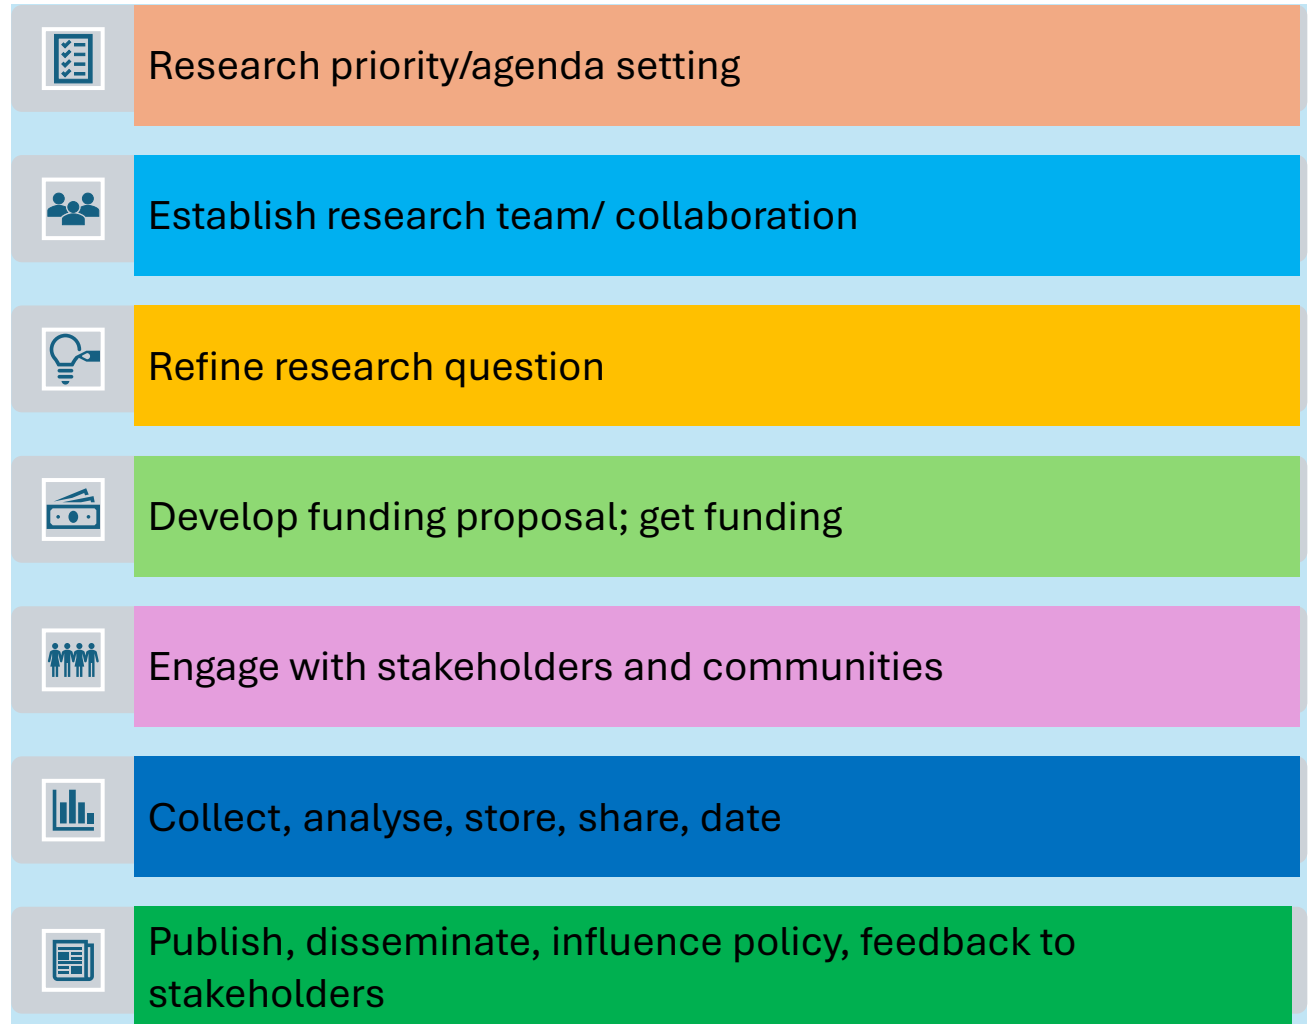 Research priority/agenda setting
Establish research team/ collaboration
Refine research question
Develop funding proposal; get funding
Engage with stakeholders and communities
Collect, analyse, store, share, date
Publish, disseminate, influence policy, feedback to
stakeholders